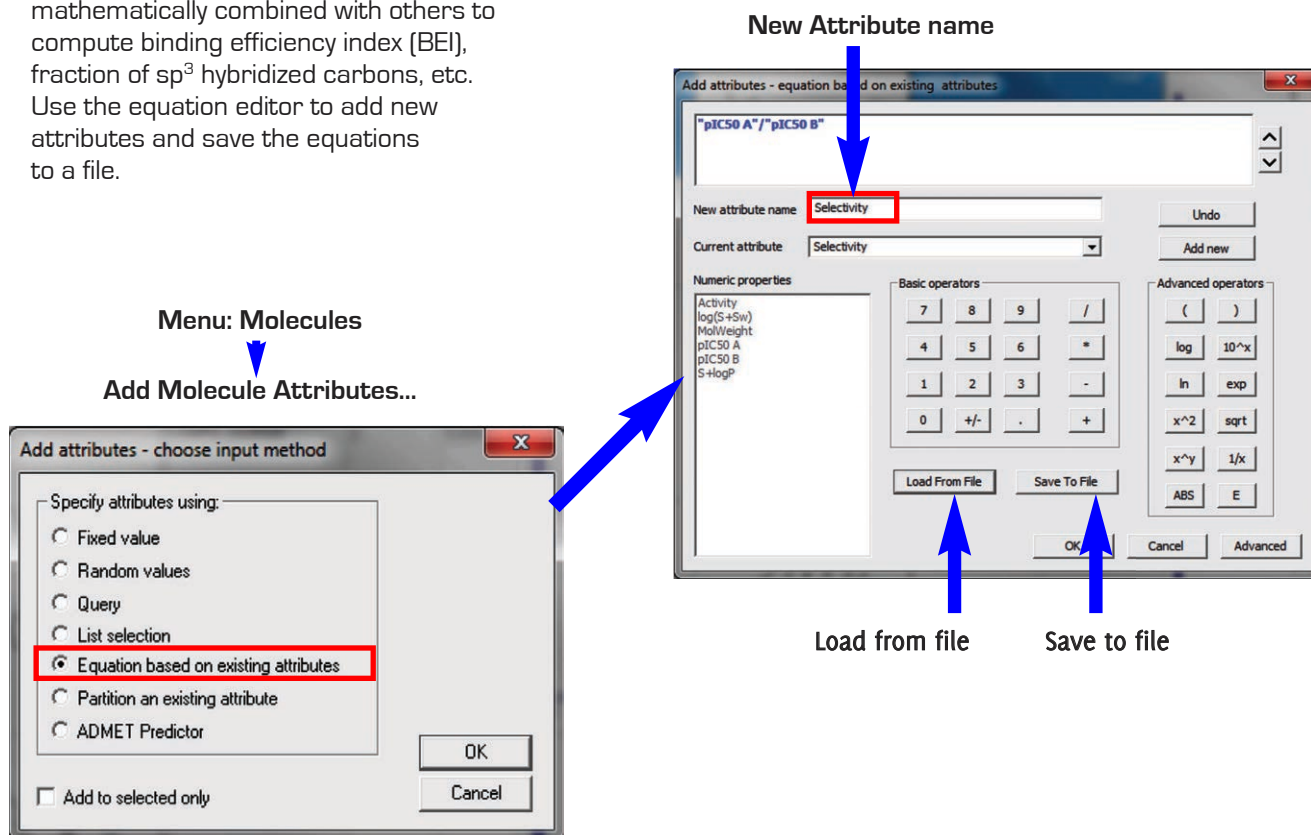 mathematically combined with others to
compute binding efficiency index (BEI),
fraction of sp³ hybridized carbons, etc.
Use the equation editor to add new
attributes and save the equations
to a file.
Menu: Molecules
Add Molecule Attributes...
Add attributes - choose input method
Specify attributes using:
Fixed value
Random values
Query
List selection
Equation based on existing attributes
Partition an existing attribute
ADMET Predictor
Add to selected only
OK
Cancel
New Attribute name
Add attributes - equation based on existing attributes
"pIC50 A"/"pIC50 B"
New attribute name Selectivity
Undo
Current attribute Selectivity
Add new
Numeric properties
Activity
log(S+Sw)
MolWeight
pIC50 A
pIC50 B
S+logP
Basic operators
7 8 9 /
4 5 6 *
1 2 3 -
0 +/- . +
Advanced operators
( )
log 10^x
ln exp
x^2 sqrt
x^y 1/x
ABS E
Load From File Save To File
OK Cancel Advanced
Load from file Save to file